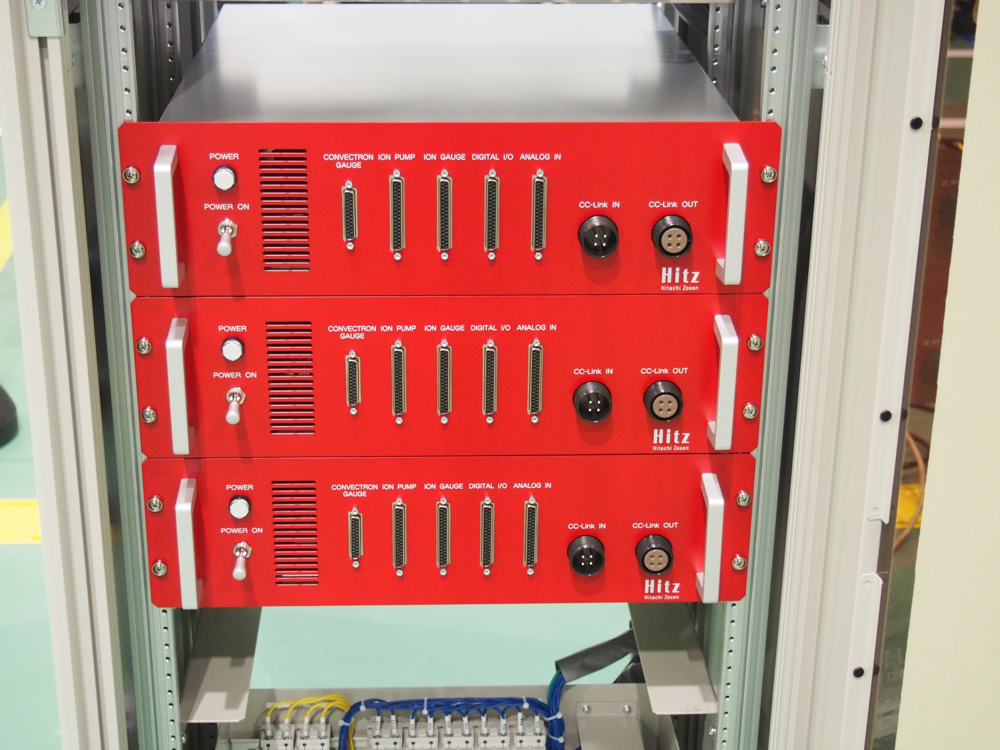 POWER
CONVECTRON ION PUMP ION GAUGE DIGITAL I/O ANALOG IN
GAUGE
POWER ON
CC-Link IN CC-Link OUT
Hitz
Hitachi Zosen
POWER
CONVECTRON ION PUMP ION GAUGE DIGITAL I/O ANALOG IN
GAUGE
POWER ON
CC-Link IN CC-Link OUT
Hitz
Hitachi Zosen
POWER
CONVECTRON ION PUMP ION GAUGE DIGITAL I/O ANALOG IN
GAUGE
POWER ON
CC-Link IN CC-Link OUT
Hitz
Hitachi Zosen